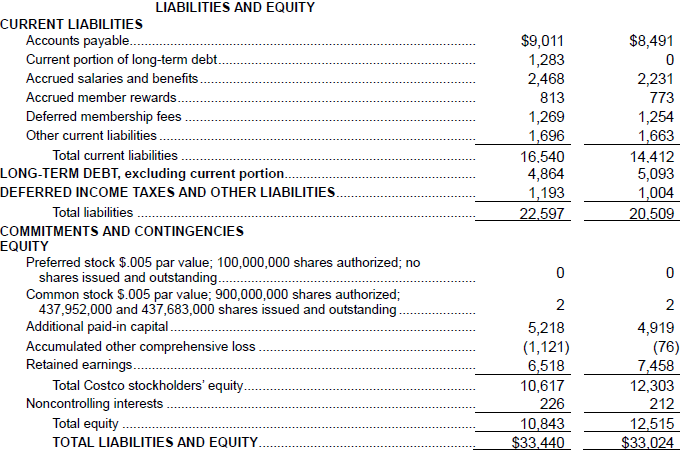 LIABILITIES AND EQUITY
CURRENT LIABILITIES
Accounts payable $9,011 $8,491
Current portion of long-term debt 1,283 0
Accrued salaries and benefits 2,468 2,231
Accrued member rewards 813 773
Deferred membership fees 1,269 1,254
Other current liabilities 1,696 1,663
Total current liabilities 16,540 14,412
LONG-TERM DEBT, excluding current portion 4,864 5,093
DEFERRED INCOME TAXES AND OTHER LIABILITIES 1,193 1,004
Total liabilities 22,597 20,509
COMMITMENTS AND CONTINGENCIES
EQUITY
Preferred stock $.005 par value; 100,000,000 shares authorized; no
shares issued and outstanding 0 0
Common stock $.005 par value; 900,000,000 shares authorized;
437,952,000 and 437,683,000 shares issued and outstanding 2 2
Additional paid-in capital 5,218 4,919
Accumulated other comprehensive loss (1,121) (76)
Retained earnings 6,518 7,458
Total Costco stockholders' equity 10,617 12,303
Noncontrolling interests 226 212
Total equity 10,843 12,515
TOTAL LIABILITIES AND EQUITY $33,440 $33,024